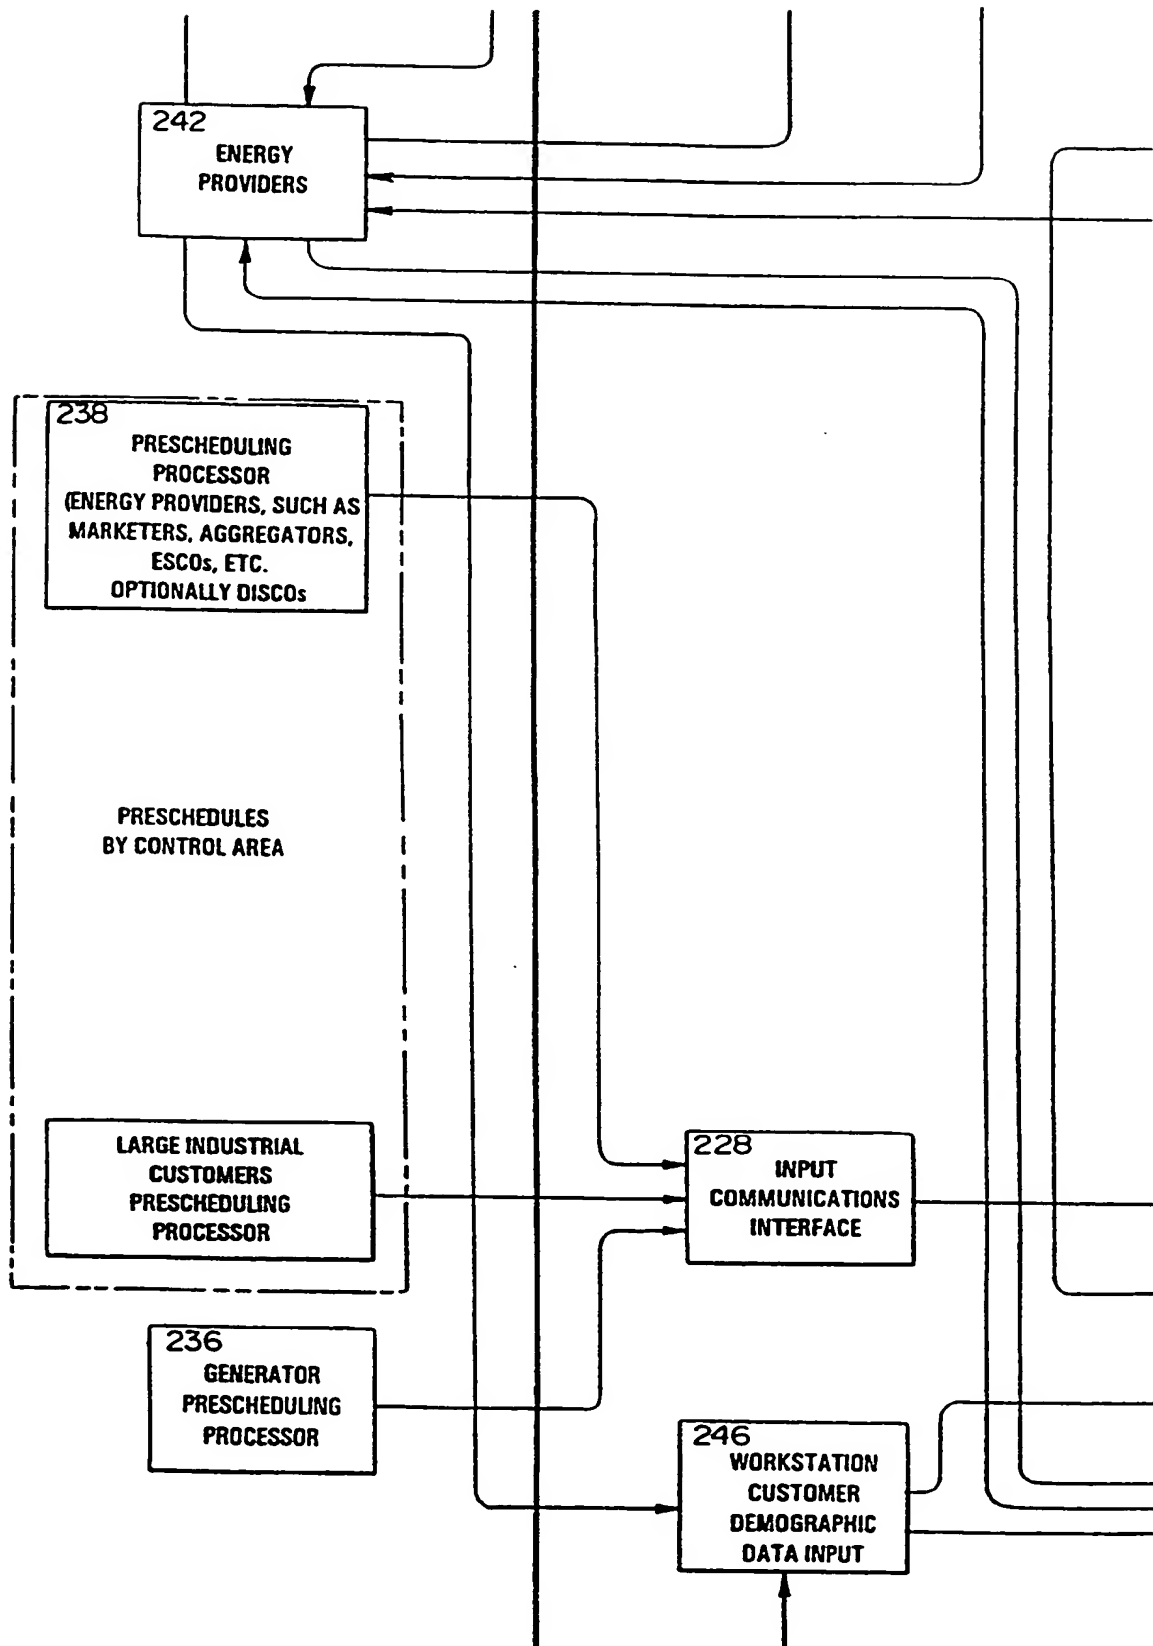 242
ENERGY
PROVIDERS
238
PRESCHEDULING
PROCESSOR
(ENERGY PROVIDERS, SUCH AS
MARKETERS, AGGREGATORS,
ESCOs, ETC.
OPTIONALLY DISCOs
PRESCHEDULES
BY CONTROL AREA
LARGE INDUSTRIAL
CUSTOMERS
PRESCHEDULING
PROCESSOR
228
INPUT
COMMUNICATIONS
INTERFACE
236
GENERATOR
PRESCHEDULING
PROCESSOR
246
WORKSTATION
CUSTOMER
DEMOGRAPHIC
DATA INPUT